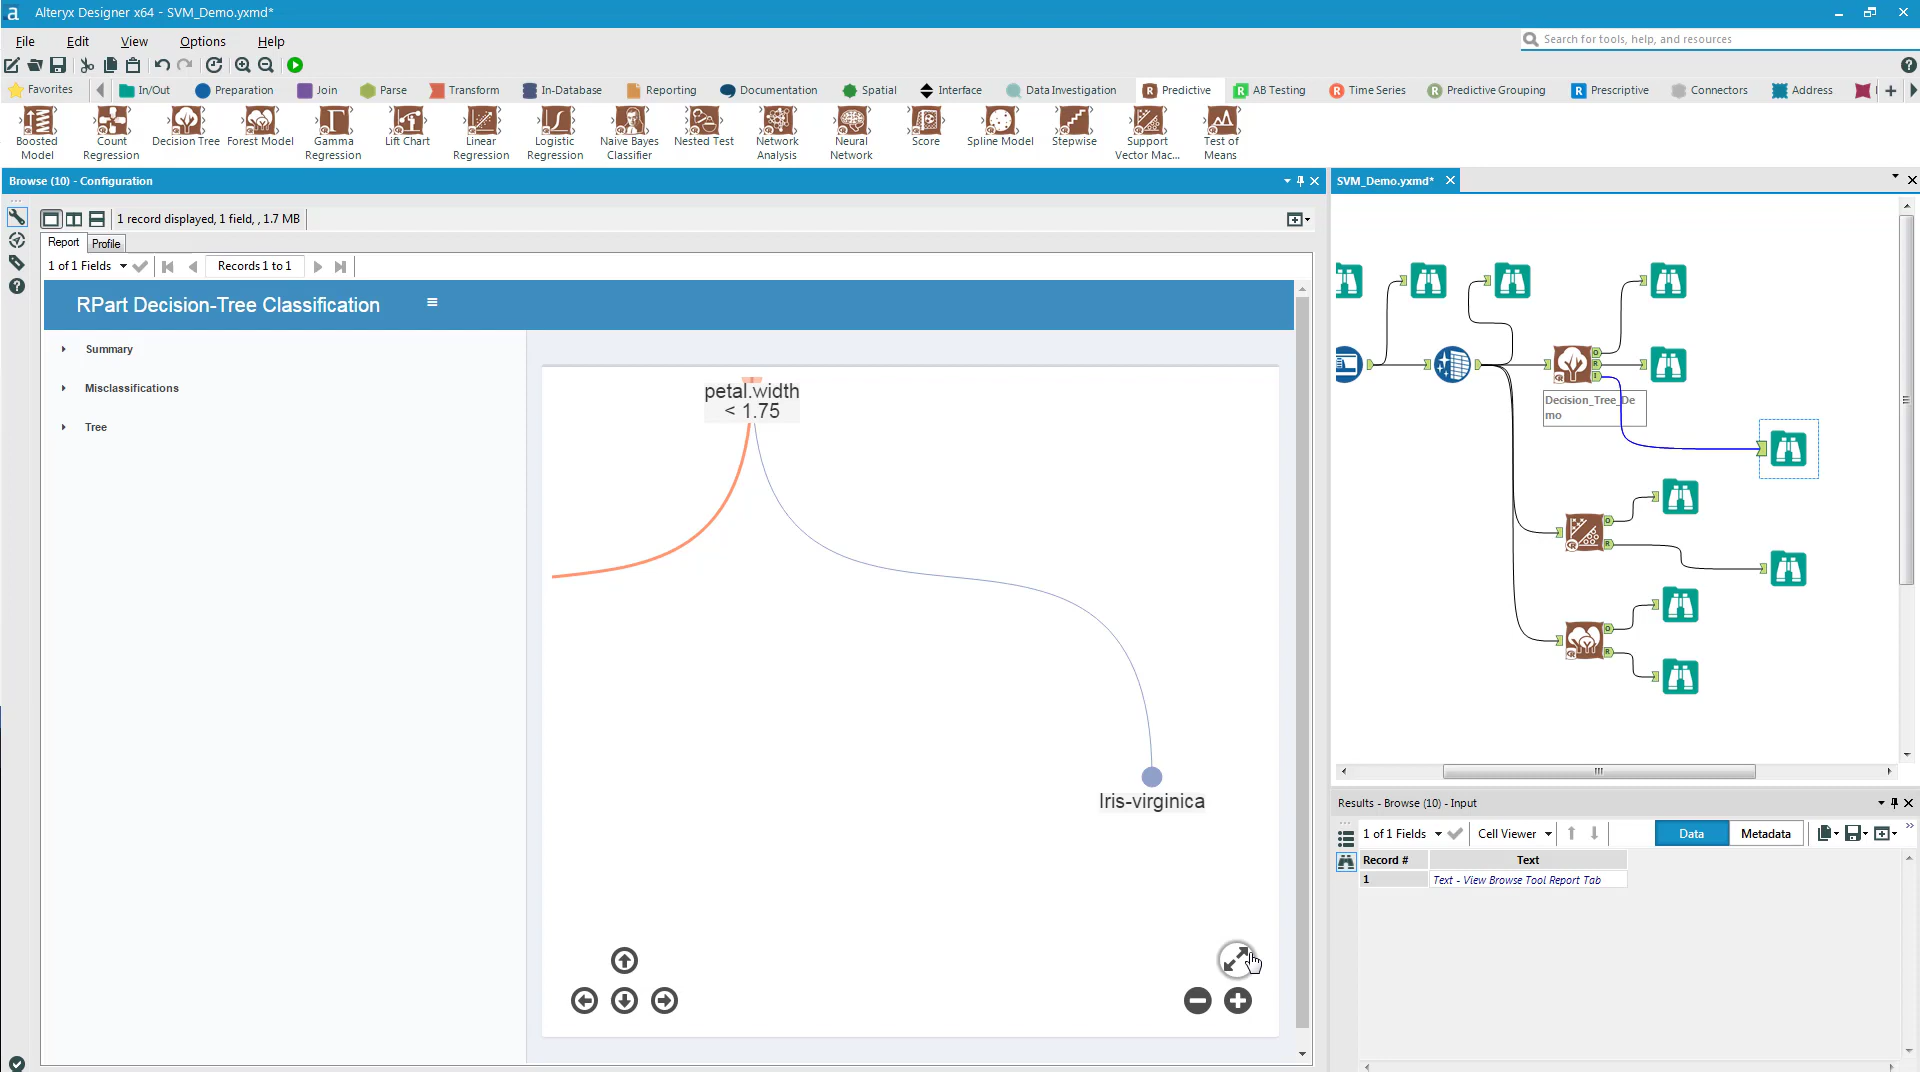 a Alteryx Designer x64 - SVM_Demo.yxmd*
File Edit View Options Help
Search for tools, help, and resources
Favorites In/Out Preparation Join Parse Transform In-Database Reporting Documentation Spatial Interface Data Investigation Predictive AB Testing Time Series Predictive Grouping Prescriptive Connectors Address
Boosted Model
Count Regression
Decision Tree
Forest Model
Gamma Regression
Lift Chart
Linear Regression
Logistic Regression
Naive Bayes Classifier
Nested Test
Network Analysis
Neural Network
Score
Spline Model
Stepwise
Support Vector Mac...
Test of Means
Browse (10) - Configuration
SVM_Demo.yxmd*
1 record displayed, 1 field, , 1.7 MB
Report Profile
1 of 1 Fields Records 1 to 1
RPart Decision-Tree Classification
Summary
Misclassifications
Tree
petal.width
< 1.75
Iris-virginica
Decision_Tree_De
mo
Results - Browse (10) - Input
1 of 1 Fields Cell Viewer Data Metadata
Record # Text
1 Text - View Browse Tool Report Tab